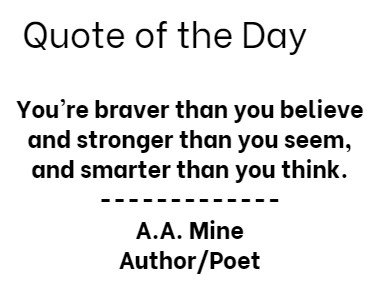 Quote of the Day
You're braver than you believe
and stronger than you seem,
and smarter than you think.
-------------
A.A. Mine
Author/Poet